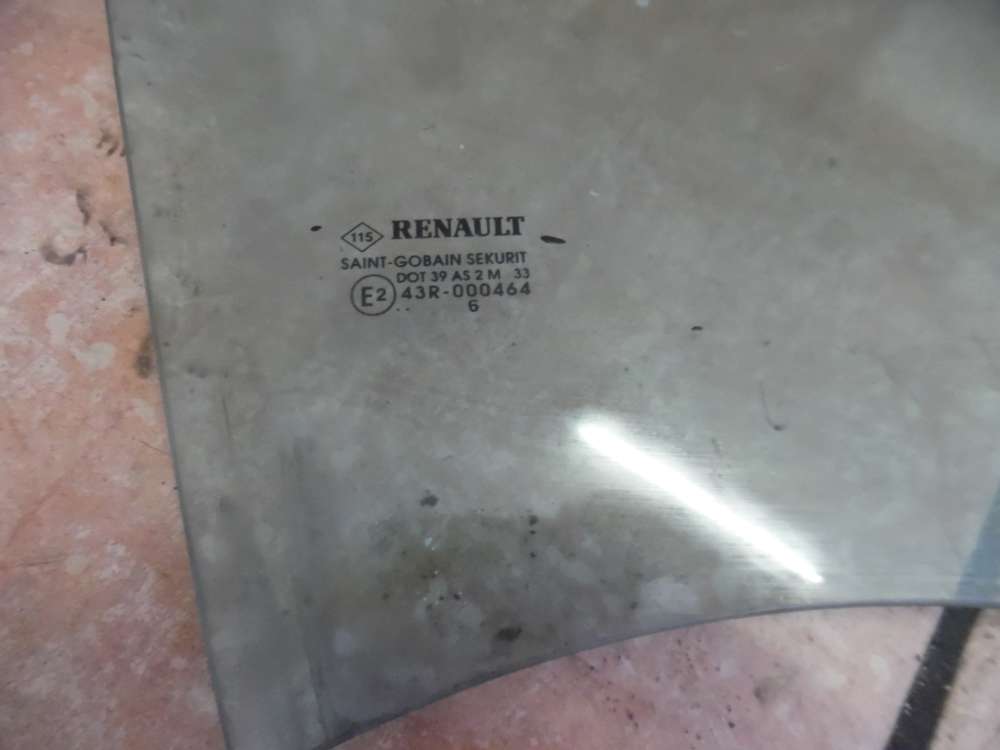 115 RENAULT
SAINT-GOBAIN SEKURIT
DOT 39 AS 2 M 33
E2 43R-000464
.. 6